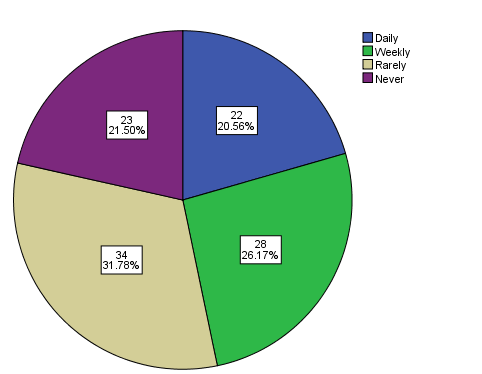 Daily
Weekly
Rarely
Never
23
21.50%
22
20.56%
34
31.78%
28
26.17%